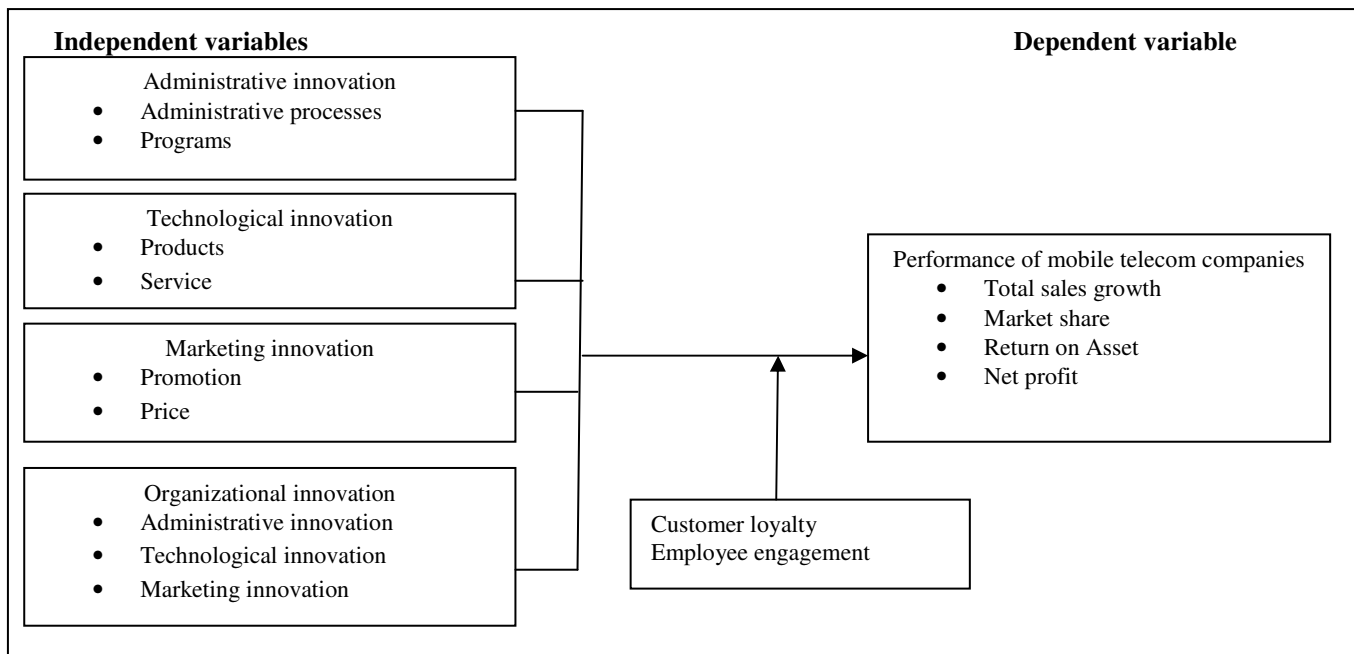 Independent variables
Dependent variable
Administrative innovation
• Administrative processes
• Programs
Technological innovation
• Products
• Service
Marketing innovation
• Promotion
• Price
Organizational innovation
• Administrative innovation
• Technological innovation
• Marketing innovation
Customer loyalty
Employee engagement
Performance of mobile telecom companies
• Total sales growth
• Market share
• Return on Asset
• Net profit